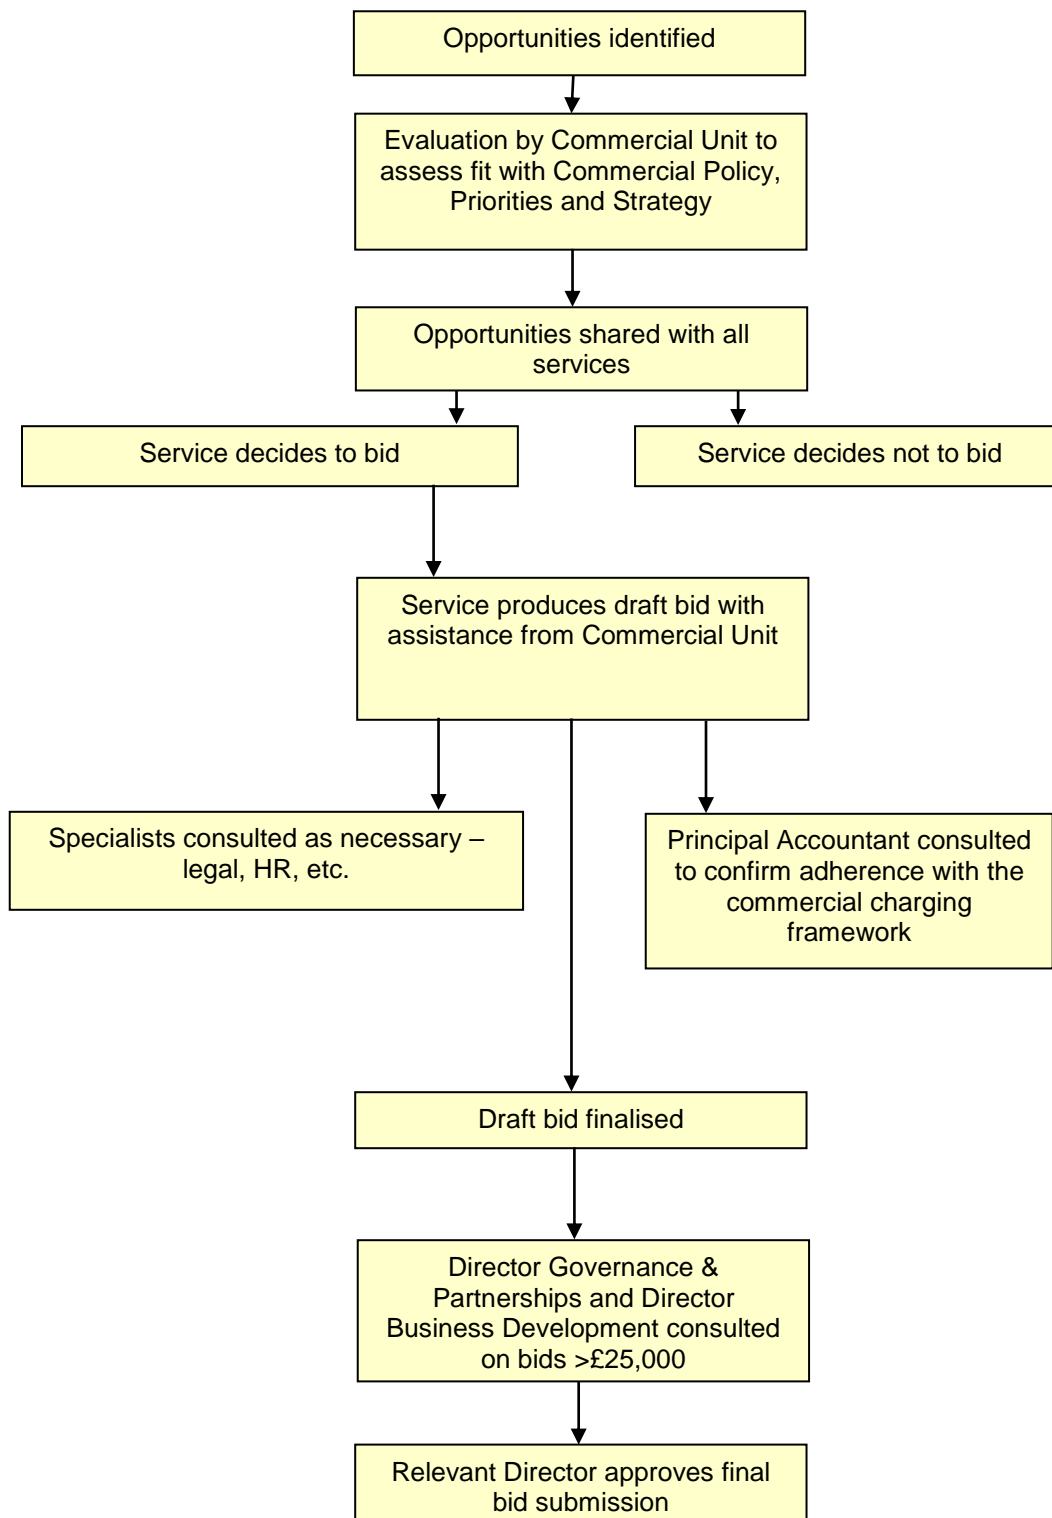 Opportunities identified
Evaluation by Commercial Unit to
assess fit with Commercial Policy,
Priorities and Strategy
Opportunities shared with all
services
Service decides to bid
Service decides not to bid
Service produces draft bid with
assistance from Commercial Unit
Specialists consulted as necessary –
legal, HR, etc.
Principal Accountant consulted
to confirm adherence with the
commercial charging
framework
Draft bid finalised
Director Governance &
Partnerships and Director
Business Development consulted
on bids >£25,000
Relevant Director approves final
bid submission